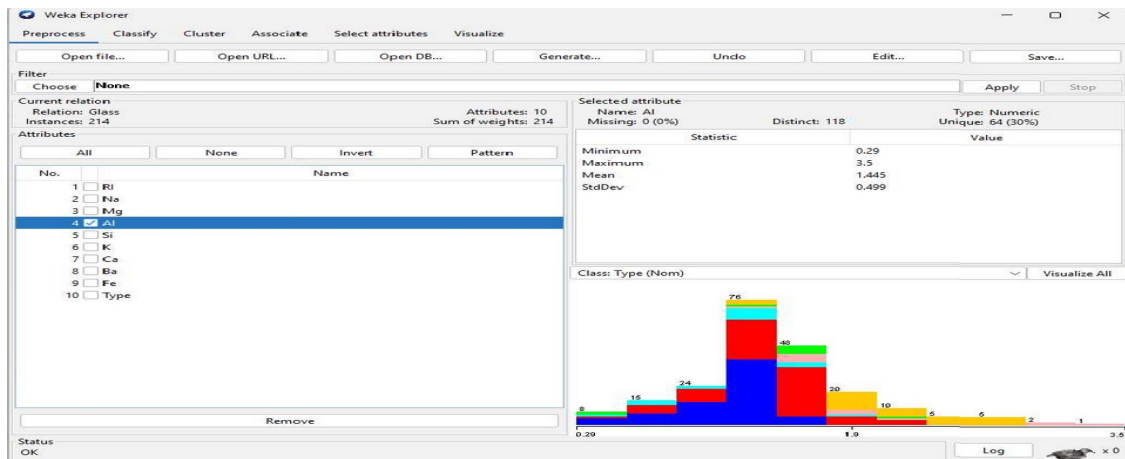 Weka Explorer
Preprocess Classify Cluster Associate Select attributes Visualize
Open file... Open URL... Open DB... Generate... Undo Edit... Save...
Filter
Choose None Apply Stop
Current relation
Relation: Glass Attributes: 10
Instances: 214 Sum of weights: 214
Attributes
All None Invert Pattern
No. Name
1 RI
2 Na
3 Mg
4 Al
5 Si
6 K
7 Ca
8 Ba
9 Fe
10 Type
Remove
Selected attribute
Name: Al Type: Numeric
Missing: 0 (0%) Distinct: 118 Unique: 64 (30%)
Statistic Value
Minimum 0.29
Maximum 3.5
Mean 1.445
StdDev 0.499
Class: Type (Nom) Visualize All
8 15 24 76 48 20 10 5 5 2 1
0.29 1.9 3.5
Status
OK Log x 0